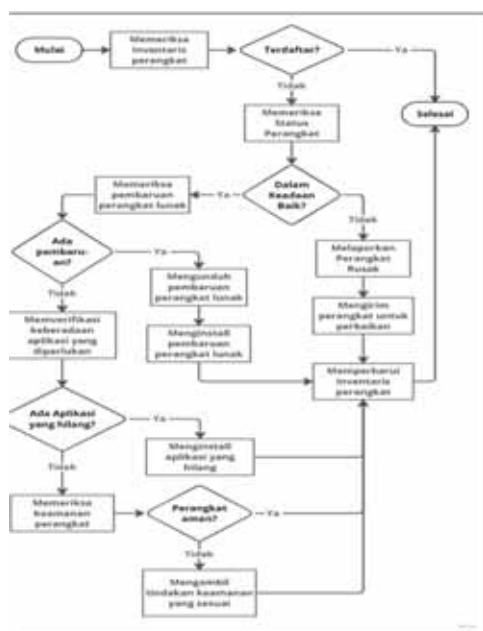 Mulai
Memeriksa
Inventaris
perangkat
Terdaftar?
Ya
Tidak
Selesai
Memeriksa
Status
Perangkat
Dalam
Keadaan
Baik?
Ya
Tidak
Memeriksa
pembaruan
perangkat lunak
Ada
pembaru-
an?
Ya
Tidak
Mengunduh
pembaruan
perangkat lunak
Menginstall
pembaruan
perangkat lunak
Melaporkan
Perangkat
Rusak
Mengirim
perangkat untuk
perbaikan
Memperbarui
Inventaris
perangkat
Memverifikasi
keberadaan
aplikasi yang
diperlukan
Ada Aplikasi
yang hilang?
Ya
Tidak
Menginstall
aplikasi yang
hilang
Memeriksa
keamanan
perangkat
Perangkat
aman?
Ya
Tidak
Mengambil
tindakan keamanan
yang sesuai